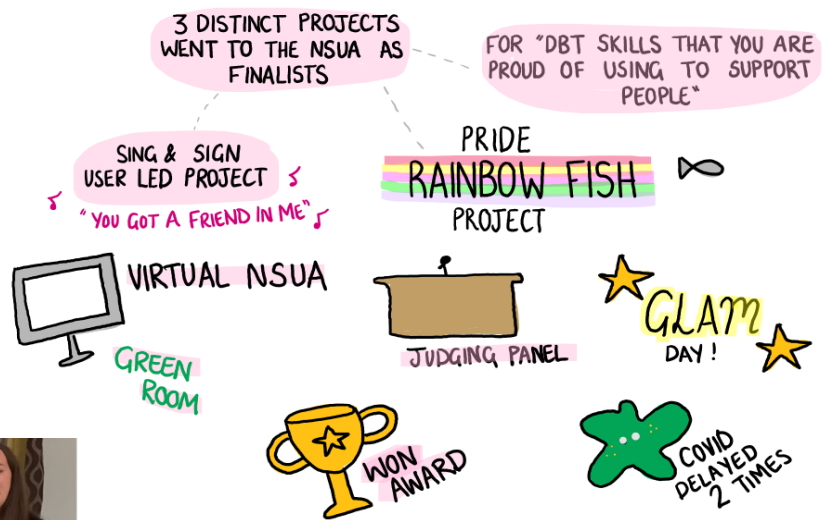 3 DISTINCT PROJECTS
WENT TO THE NSUA AS
FINALISTS
FOR "DBT SKILLS THAT YOU ARE
PROUD OF USING TO SUPPORT
PEOPLE"
SING & SIGN
USER LED PROJECT
"YOU GOT A FRIEND IN ME"
PRIDE
RAINBOW FISH
PROJECT
VIRTUAL NSUA
GREEN
ROOM
JUDGING PANEL
GLAM
DAY!
WON
AWARD
COVID
DELAYED
2 TIMES